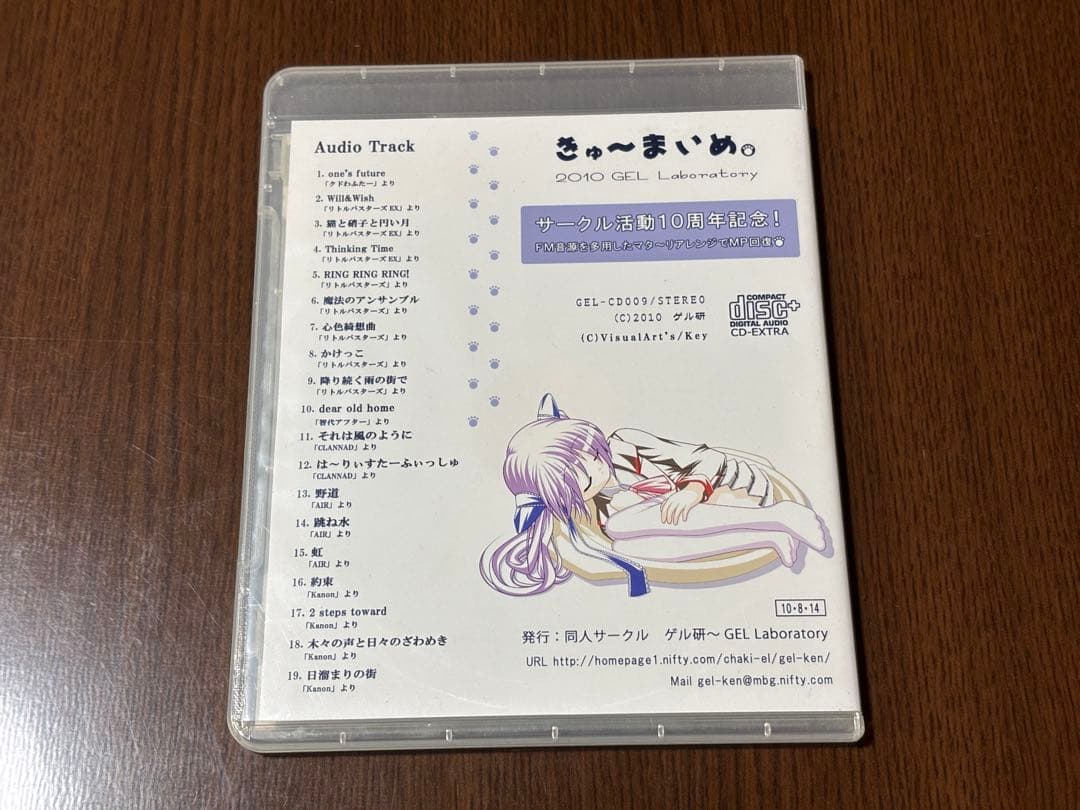 Audio Track
1. one's future
「クドわふたー」より
2. Will&Wish
「リトルバスターズEX」より
3. 猫と硝子と円い月
「リトルバスターズEX」より
4. Thinking Time
「リトルバスターズEX」より
5. RING RING RING!
「リトルバスターズ」より
6. 魔法のアンサンブル
「リトルバスターズ」より
7. 心色綺想曲
「リトルバスターズ」より
8. かけっこ
「リトルバスターズ」より
9. 降り続く雨の街で
「リトルバスターズ」より
10. dear old home
「智代アフター」より
11. それは風のように
「CLANNAD」より
12. は～りぃすたーふぃっしゅ
「CLANNAD」より
13. 野道
「AIR」より
14. 跳ね水
「AIR」より
15. 虹
「AIR」より
16. 約束
「Kanon」より
17. 2 steps toward
「Kanon」より
18. 木々の声と日々のざわめき
「Kanon」より
19. 日溜まりの街
「Kanon」より
きゅ～まいめ。
2010 GEL Laboratory
サークル活動10周年記念!
FM音源を多用したマタ～リアレンジでMP回復
GEL-CD009/STEREO
(C)2010 ゲル研
(C)VisualArt's/Key
COMPACT
disc+
DIGITAL AUDIO
CD-EXTRA
10・8・14
発行：同人サークル ゲル研～GEL Laboratory
URL http://homepage1.nifty.com/chaki-el/gel-ken/
Mail gel-ken@mbg.nifty.com